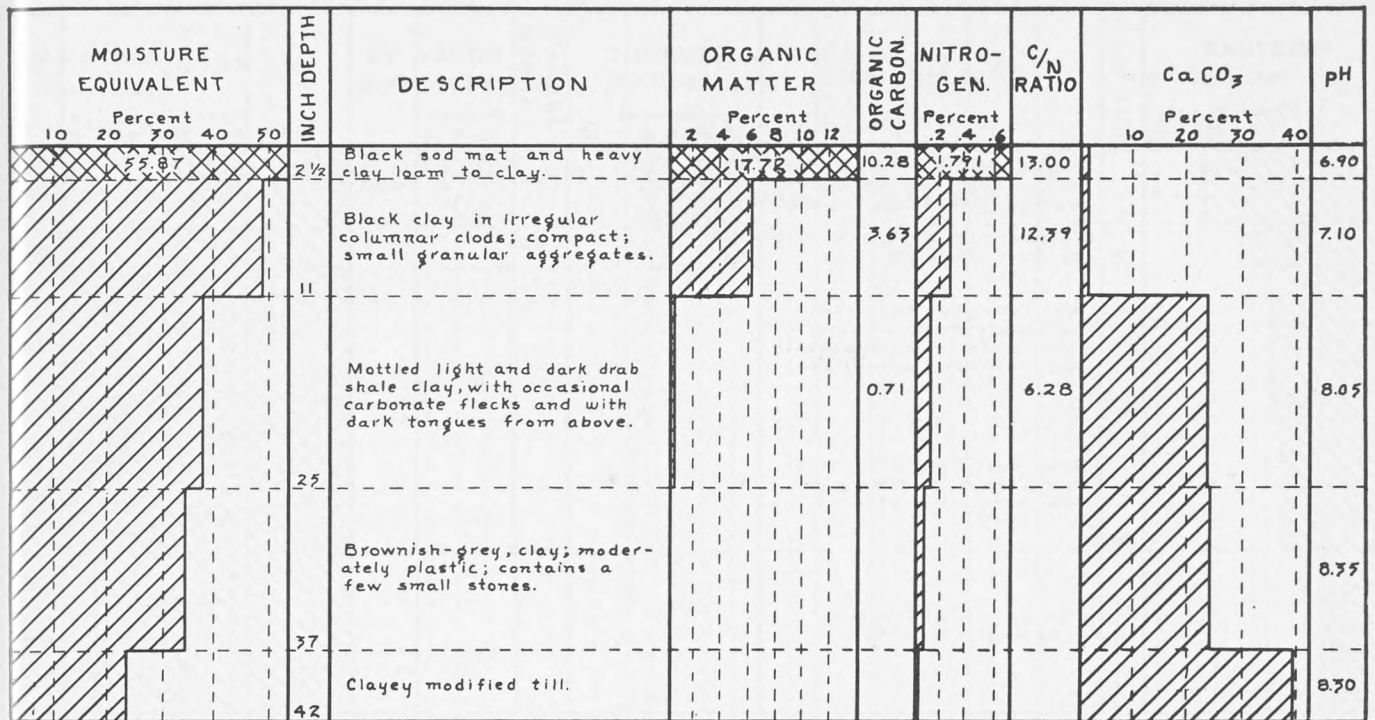 MOISTURE
EQUIVALENT
Percent
10 20 30 40 50
INCH DEPTH
DESCRIPTION
ORGANIC
MATTER
Percent
2 4 6 8 10 12
ORGANIC
CARBON.
NITRO-
GEN.
Percent
.2 .4 .6
C/N
RATIO
CaCO3
Percent
10 20 30 40
pH
55.87
2½
Black sod mat and heavy
clay loam to clay.
17.72
10.28
.791
13.00
6.90
Black clay in irregular
columnar clods; compact;
small granular aggregates.
3.63
12.39
7.10
11
Mottled light and dark drab
shale clay, with occasional
carbonate flecks and with
dark tongues from above.
0.71
6.28
8.05
25
Brownish-grey, clay; moder-
ately plastic; contains a
few small stones.
8.35
37
Clayey modified till.
8.30
42